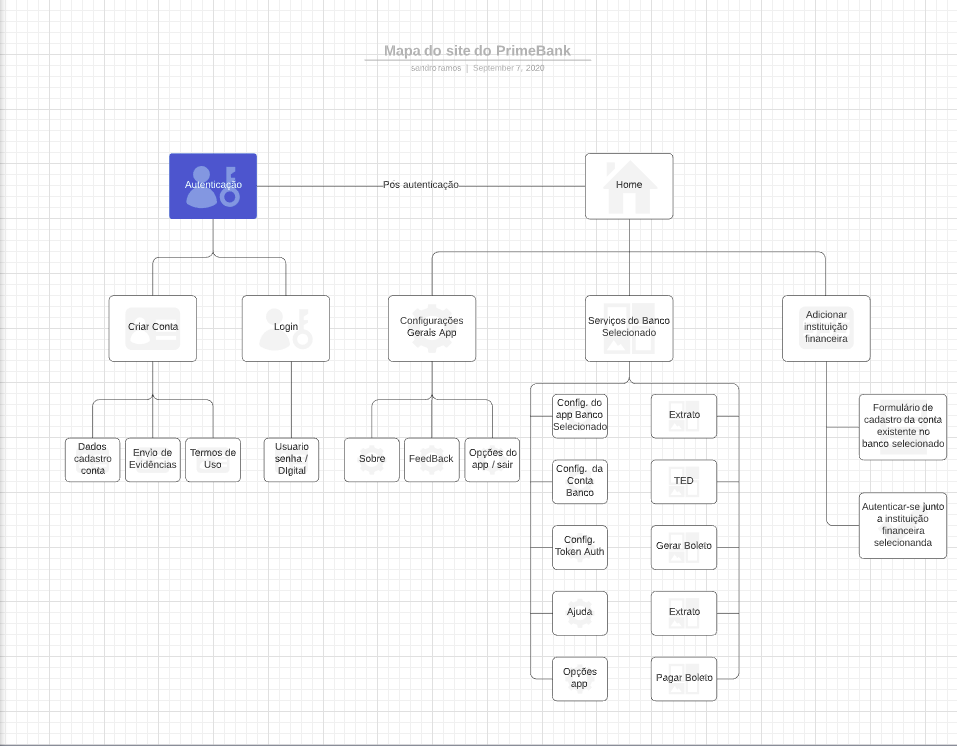 Mapa do site do PrimeBank
sandro ramos | September 7, 2020
Autenticação
Pos autenticação
Home
Criar Conta
Login
Configurações
Gerais App
Serviços do Banco
Selecionado
Adicionar
instituição
financeira
Dados
cadastro
conta
Envio de
Evidências
Termos de
Uso
Usuario
senha /
DIgital
Sobre
FeedBack
Opções do
app / sair
Config. do
app Banco
Selecionado
Extrato
Config. da
Conta
Banco
TED
Config.
Token Auth
Gerar Boleto
Ajuda
Extrato
Opções
app
Pagar Boleto
Formulário de
cadastro da conta
existente no
banco selecionado
Autenticar-se junto
a instituição
financeira
selecionanda